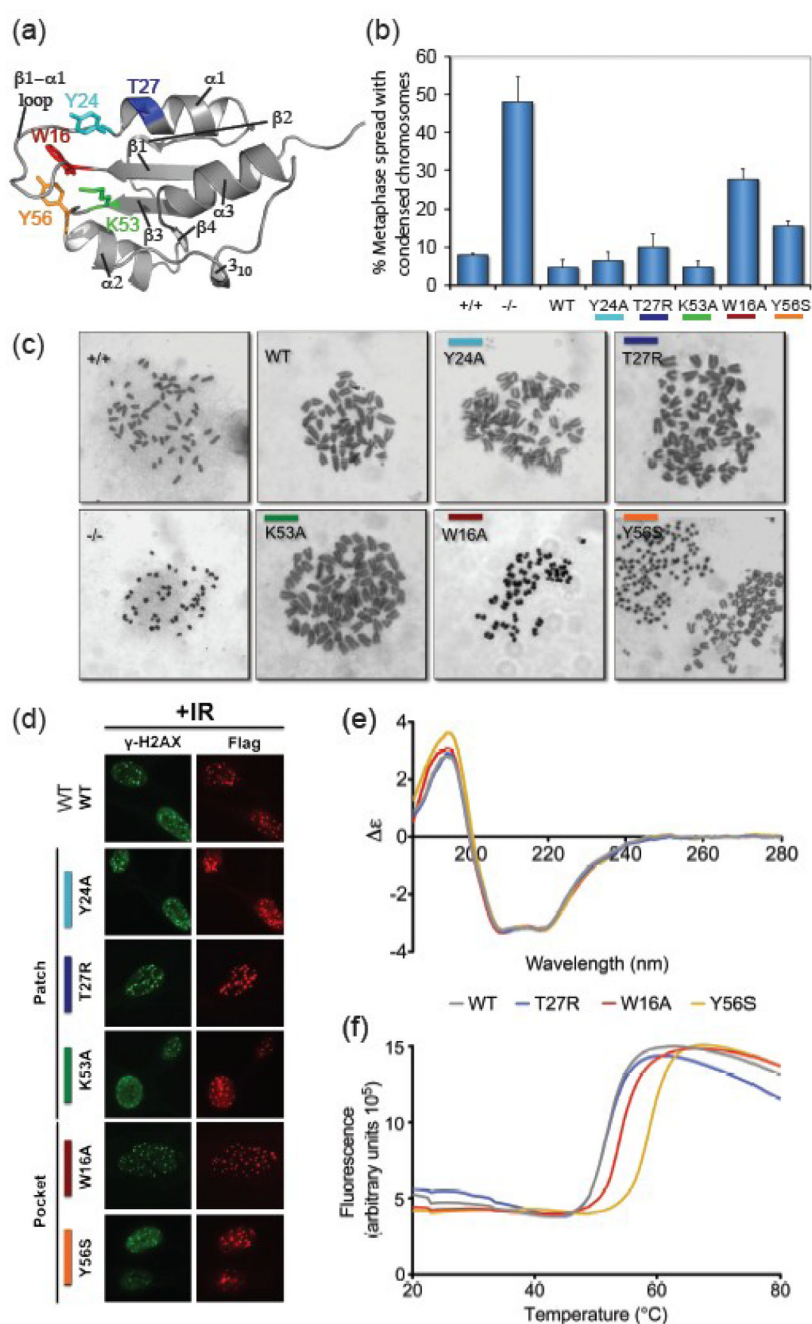 (a)
β1–α1
loop
Y24
T27
α1
β2
W16
β1
Y56
K53
α3
β3
β4
α2
3₁₀
(b)
% Metaphase spread with
condensed chromosomes
60
50
40
30
20
10
0
+/+ -/- WT Y24A T27R K53A W16A Y56S
(c)
+/+
WT
Y24A
T27R
-/-
K53A
W16A
Y56S
(d)
+IR
γ-H2AX Flag
WT WT
Patch
Y24A
T27R
K53A
Pocket
W16A
Y56S
(e)
Δε
4
2
0
-2
-4
200 220 240 260 280
Wavelength (nm)
WT T27R W16A Y56S
(f)
Fluorescence
(arbitrary units 10⁵)
15
10
5
0
20 40 60 80
Temperature (°C)